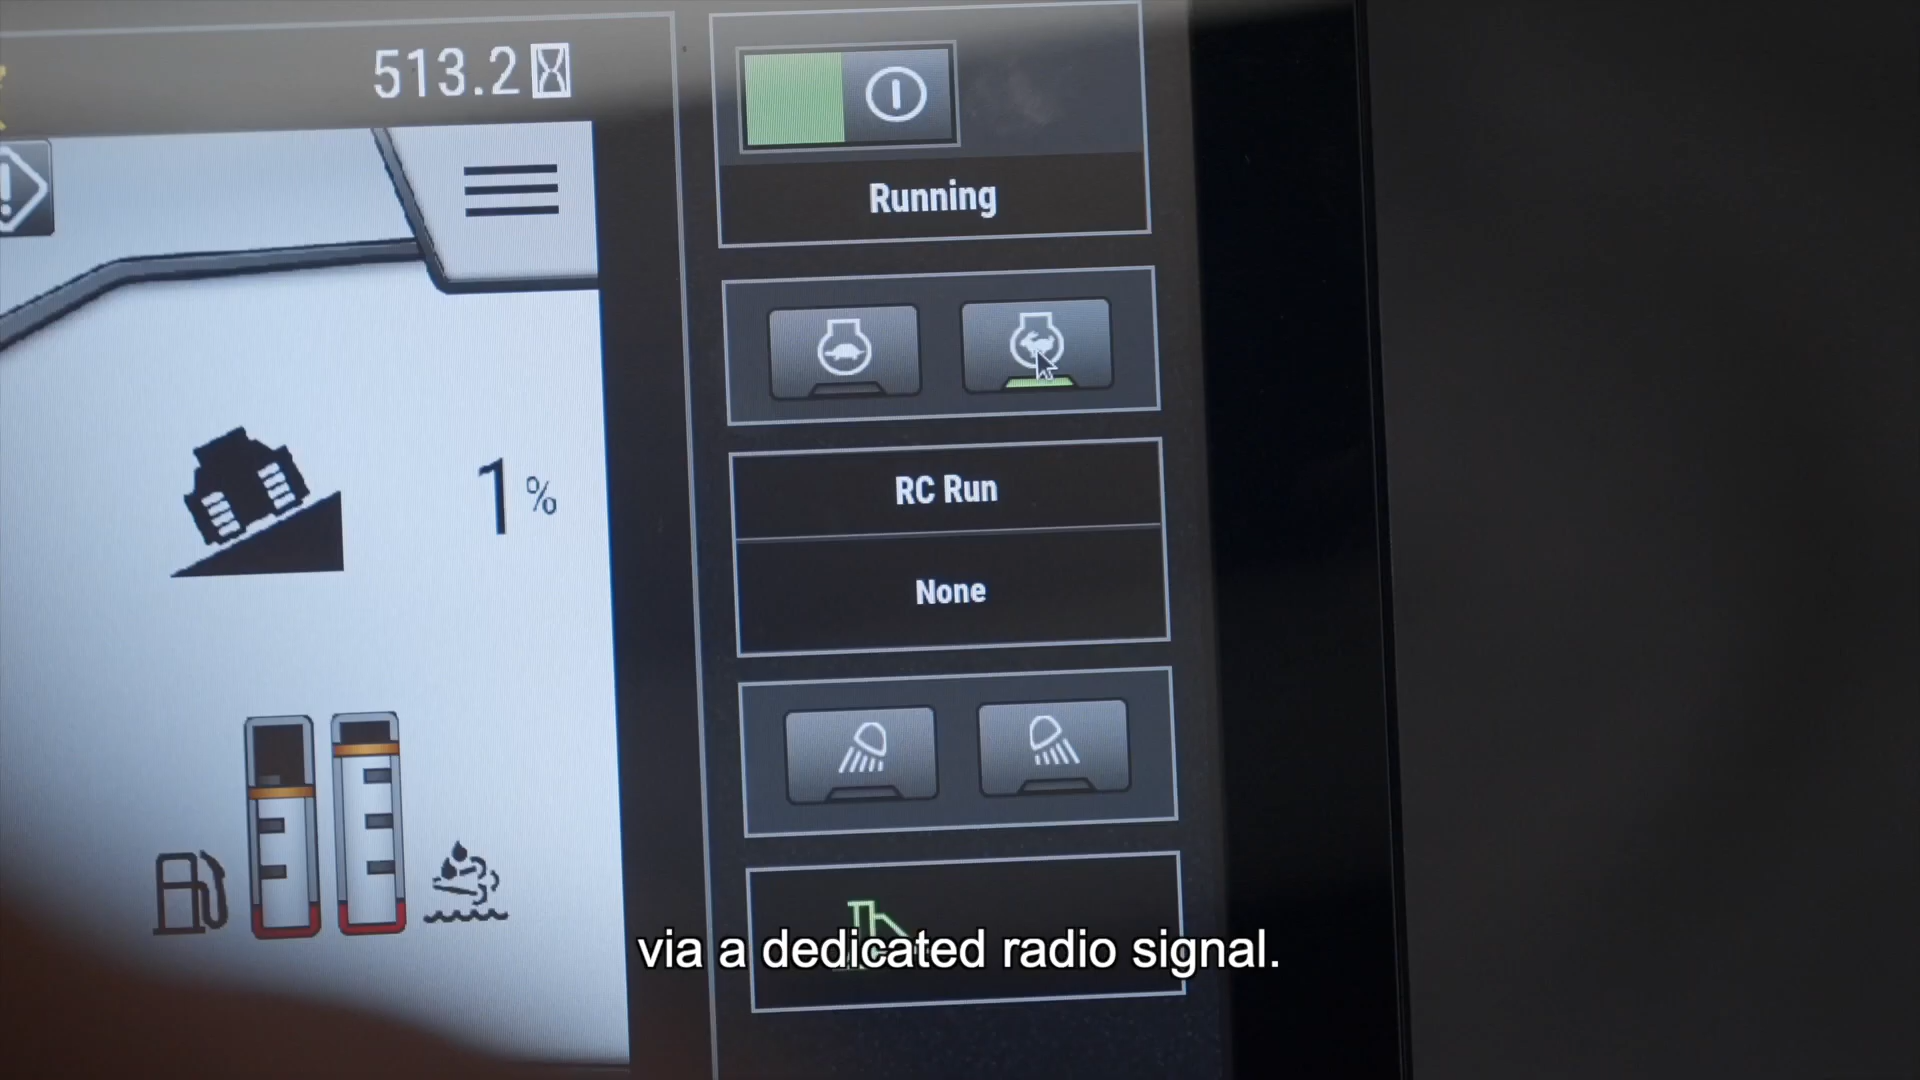 513.2
Running
1 %
RC Run
None
via a dedicated radio signal.